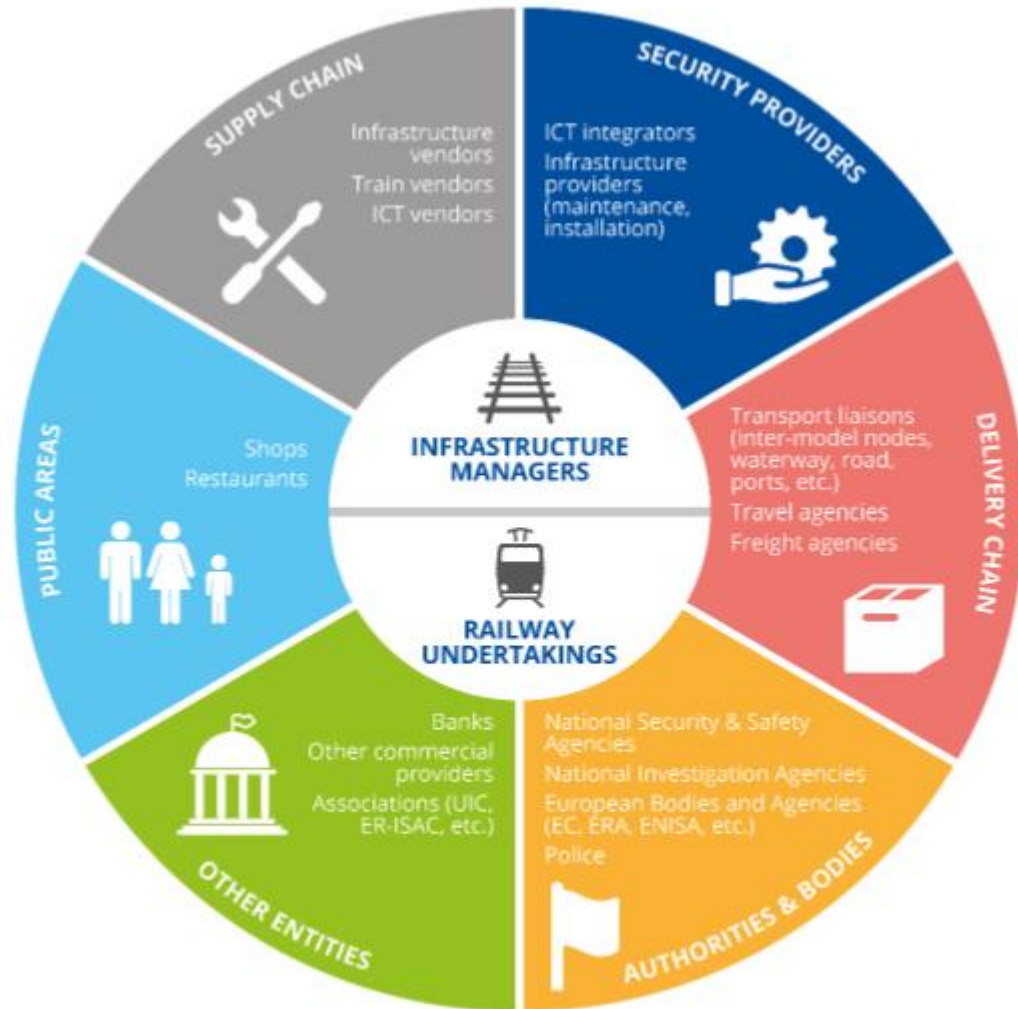 SUPPLY CHAIN
Infrastructure
vendors
Train vendors
ICT vendors
SECURITY PROVIDERS
ICT integrators
Infrastructure
providers
(maintenance,
installation)
DELIVERY CHAIN
Transport liaisons
(inter-model nodes,
waterway, road,
ports, etc.)
Travel agencies
Freight agencies
AUTHORITIES & BODIES
National Security & Safety
Agencies
National Investigation Agencies
European Bodies and Agencies
(EC, ERA, ENISA, etc.)
Police
OTHER ENTITIES
Banks
Other commercial
providers
Associations (UIC,
ER-ISAC, etc.)
PUBLIC AREAS
Shops
Restaurants
INFRASTRUCTURE
MANAGERS
RAILWAY
UNDERTAKINGS